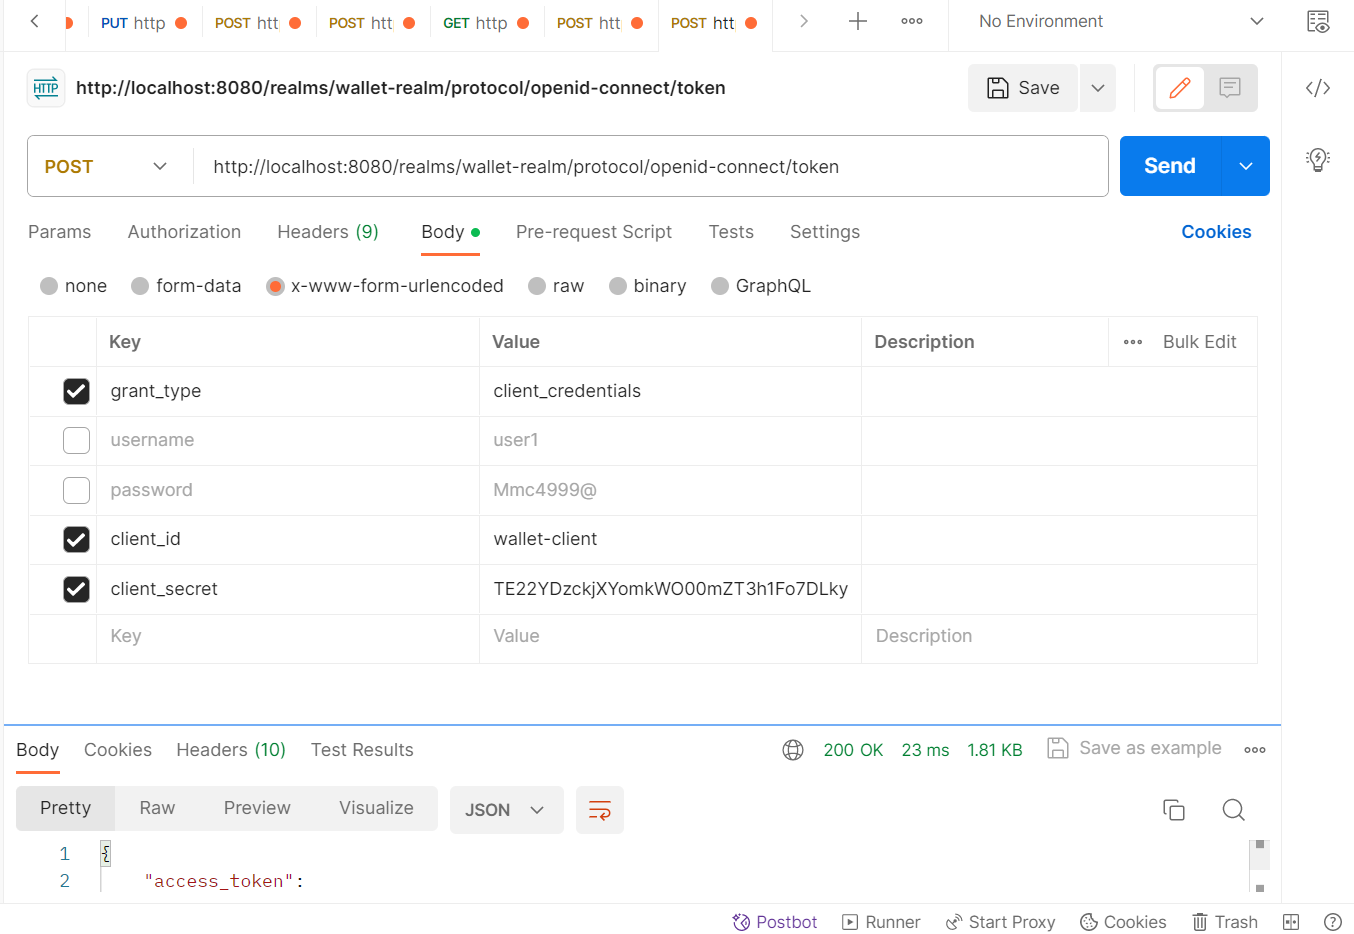 PUT http POST htt POST htt GET http POST htt POST htt No Environment
HTTP http://localhost:8080/realms/wallet-realm/protocol/openid-connect/token Save
POST http://localhost:8080/realms/wallet-realm/protocol/openid-connect/token Send
Params Authorization Headers (9) Body Pre-request Script Tests Settings Cookies
none form-data x-www-form-urlencoded raw binary GraphQL
Key Value Description Bulk Edit
grant_type client_credentials
username user1
password Mmc4999@
client_id wallet-client
client_secret TE22YDzckjXYomkWO00mZT3h1Fo7DLky
Key Value Description
Body Cookies Headers (10) Test Results 200 OK 23 ms 1.81 KB Save as example
Pretty Raw Preview Visualize JSON
1 {
2 "access_token":
Postbot Runner Start Proxy Cookies Trash